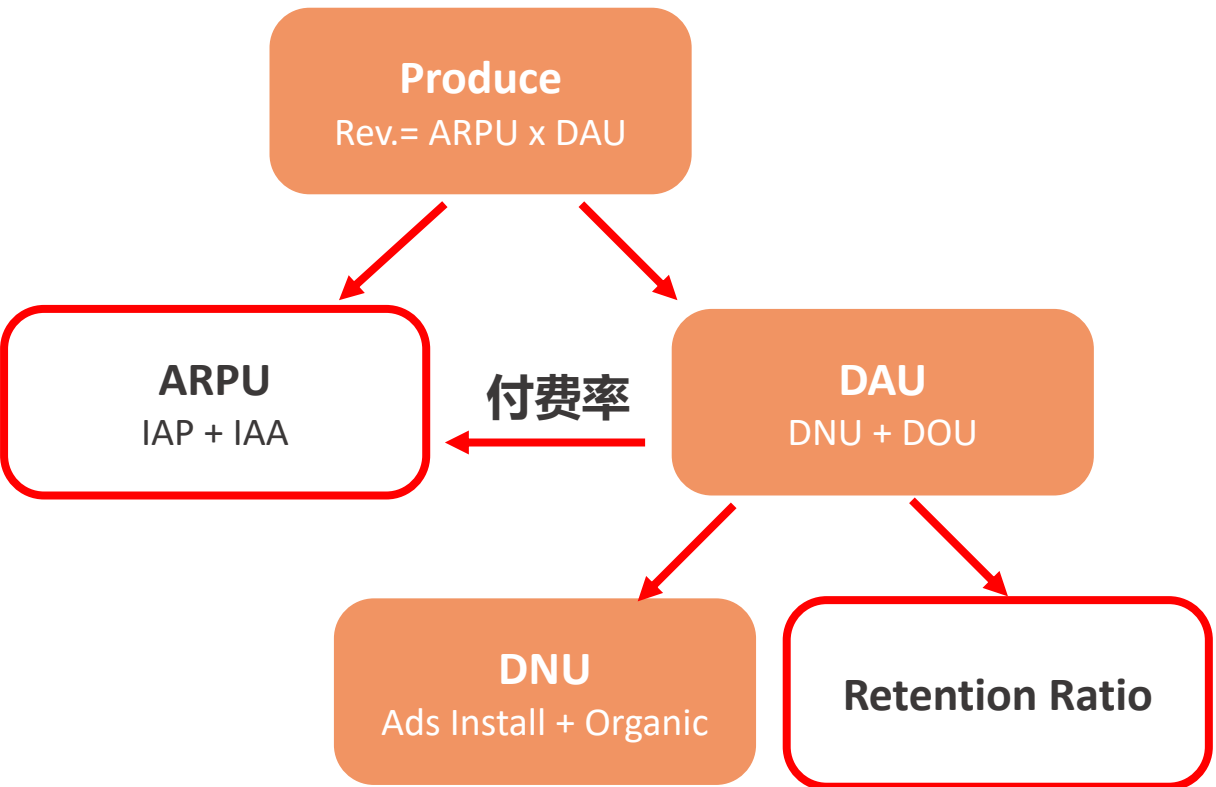 Produce
Rev.= ARPU x DAU
ARPU
IAP + IAA
付费率
DAU
DNU + DOU
DNU
Ads Install + Organic
Retention Ratio